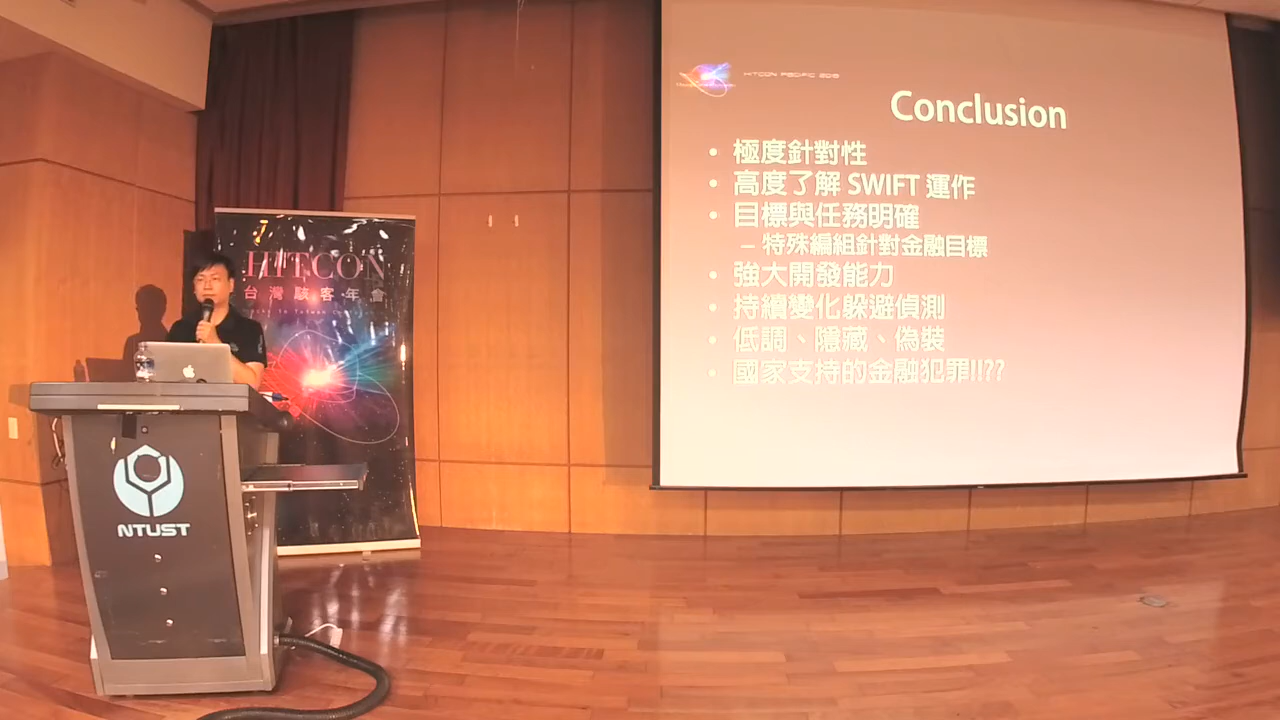 HITCON PACIFIC 2016
Conclusion
• 極度針對性
• 高度了解 SWIFT 運作
• 目標與任務明確
– 特殊編組針對金融目標
• 強大開發能力
• 持續變化躲避偵測
• 低調、隱藏、偽裝
• 國家支持的金融犯罪!!??
HITCON
台灣駭客年會
NTUST